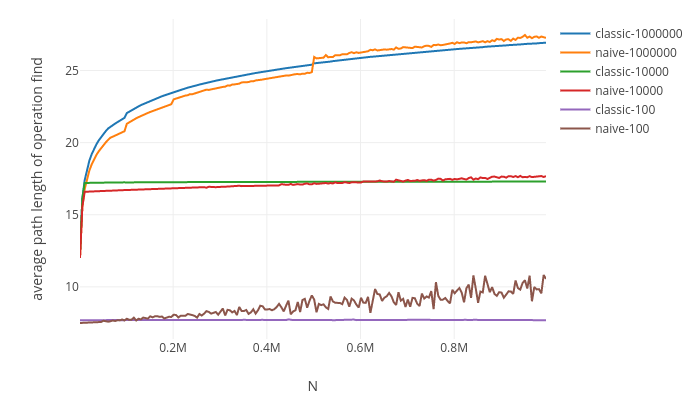 average path length of operation find
25
20
15
10
0.2M
0.4M
0.6M
0.8M
N
classic-1000000
naive-1000000
classic-10000
naive-10000
classic-100
naive-100